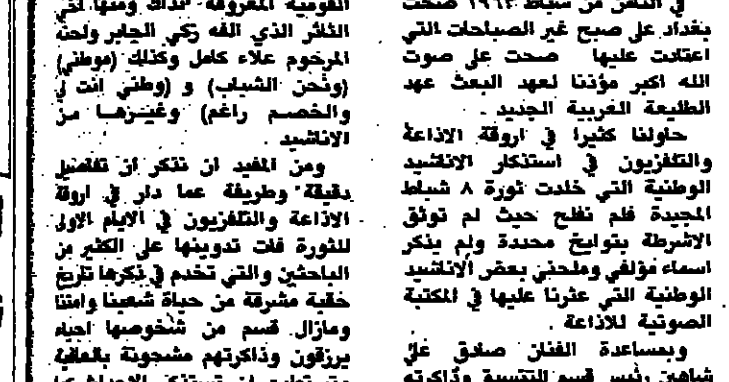 في الثامن من شباط ١٩٦٣ صحت
بغداد على صبح غير الصباحات التي
اعتادت عليها صحت على صوت
الله اكبر مؤذنا لعهد البعث عهد
الطليعة العربية الجديد .
حاولنا كثيرا في اروقة الاذاعة
والتلفزيون في استذكار الاناشيد
الوطنية التي خلدت ثورة ٨ شباط
المجيدة فلم نفلح حيث لم توثق
الاشرطة بتواريخ محددة ولم يذكر
اسماء مؤلفي وملحني بعض الاناشيد
الوطنية التي عثرنا عليها في المكتبة
الصوتية للاذاعة .
وبمساعدة الفنان صادق علي
شاهين رئيس قسم التنسيق وذاكرته
القومية المعروفة انذاك ومنها اخي
الثائر الذي الفه زكي الجابر ولحنه
المرحوم علاء كامل وكذلك (موطني)
(ونحن الشباب) و (وطني انت لي
والخصم راغم) وغيرها من
الاناشيد .
ومن المفيد ان نذكر أن تفاصيل
دقيقة وطريفة عما دار في اروقة
الاذاعة والتلفزيون في الايام الاولى
للثورة فات تدوينها على الكثير من
الباحثين والتي تخدم في ذكرها تاريخ
حقبة مشرقة من حياة شعبنا وامتنا
ومازال قسم من شخوصها احياء
يرزقون وذاكرتهم مشحونة بالعافية